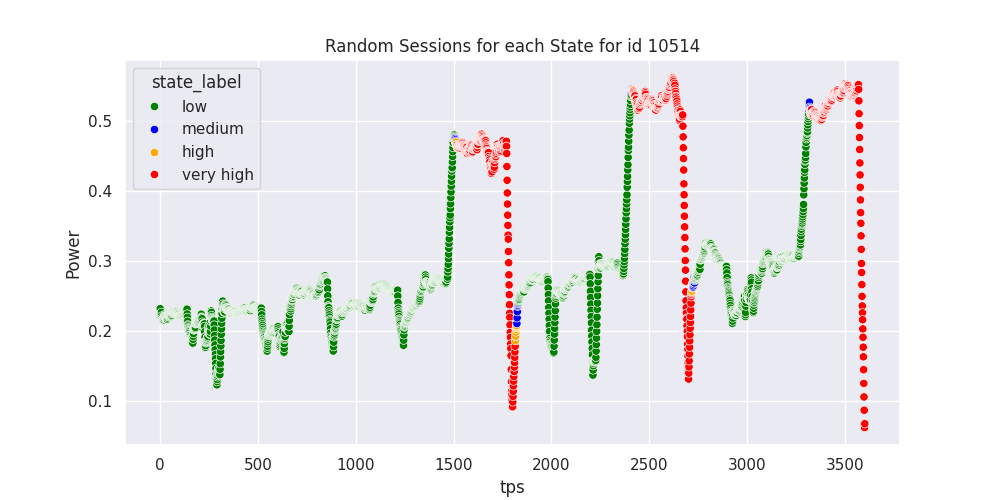 Random Sessions for each State for id 10514
state_label
low
medium
high
very high
Power
0.5
0.4
0.3
0.2
0.1
0 500 1000 1500 2000 2500 3000 3500
tps